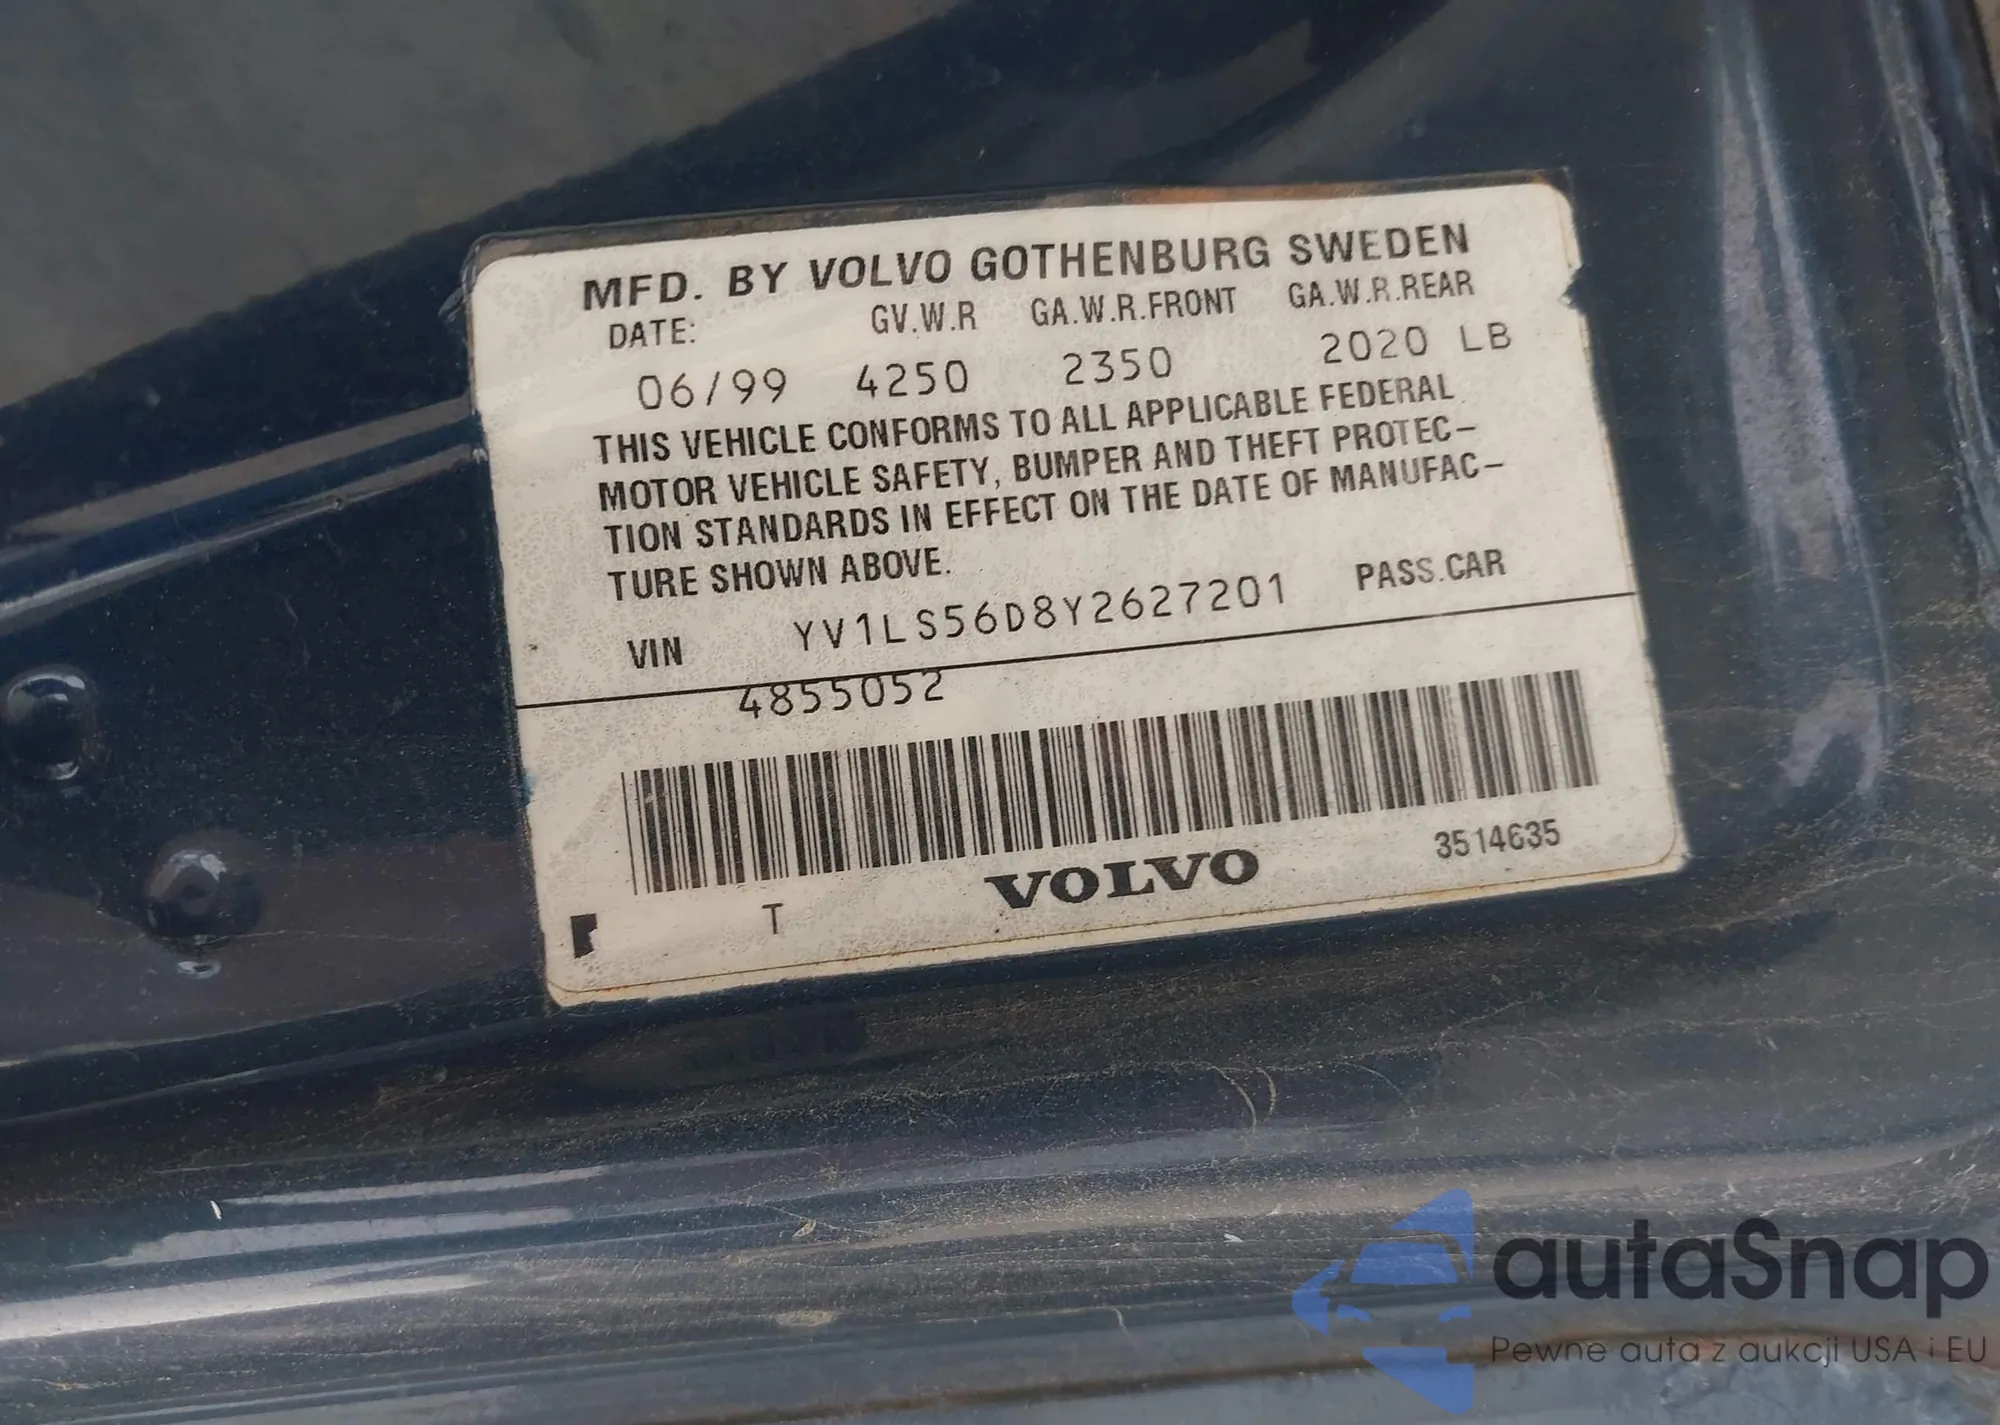 MFD. BY VOLVO GOTHENBURG SWEDEN
DATE: GV.W.R GA.W.R.FRONT GA.W.R.REAR
06/99 4250 2350 2020 LB
THIS VEHICLE CONFORMS TO ALL APPLICABLE FEDERAL
MOTOR VEHICLE SAFETY, BUMPER AND THEFT PROTEC-
TION STANDARDS IN EFFECT ON THE DATE OF MANUFAC-
TURE SHOWN ABOVE.
VIN YV1LS56D8Y2627201 PASS.CAR
4855052
3514635
T VOLVO
autaSnap
Pewne auta z aukcji USA i EU